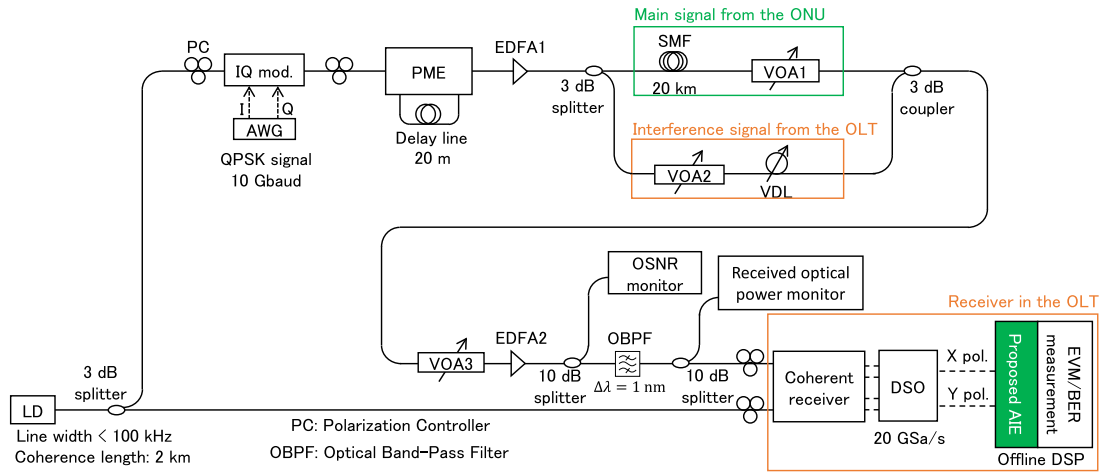 Main signal from the ONU
PC
IQ mod.
I
Q
AWG
QPSK signal
10 Gbaud
PME
Delay line
20 m
EDFA1
3 dB
splitter
SMF
20 km
VOA1
3 dB
coupler
Interference signal from the OLT
VOA2
VDL
OSNR
monitor
Received optical
power monitor
Receiver in the OLT
VOA3
EDFA2
10 dB
splitter
OBPF
Δλ = 1 nm
10 dB
splitter
Coherent
receiver
DSO
20 GSa/s
X pol.
Y pol.
Proposed AIE
EVM/BER
measurement
Offline DSP
3 dB
splitter
LD
Line width < 100 kHz
Coherence length: 2 km
PC: Polarization Controller
OBPF: Optical Band-Pass Filter